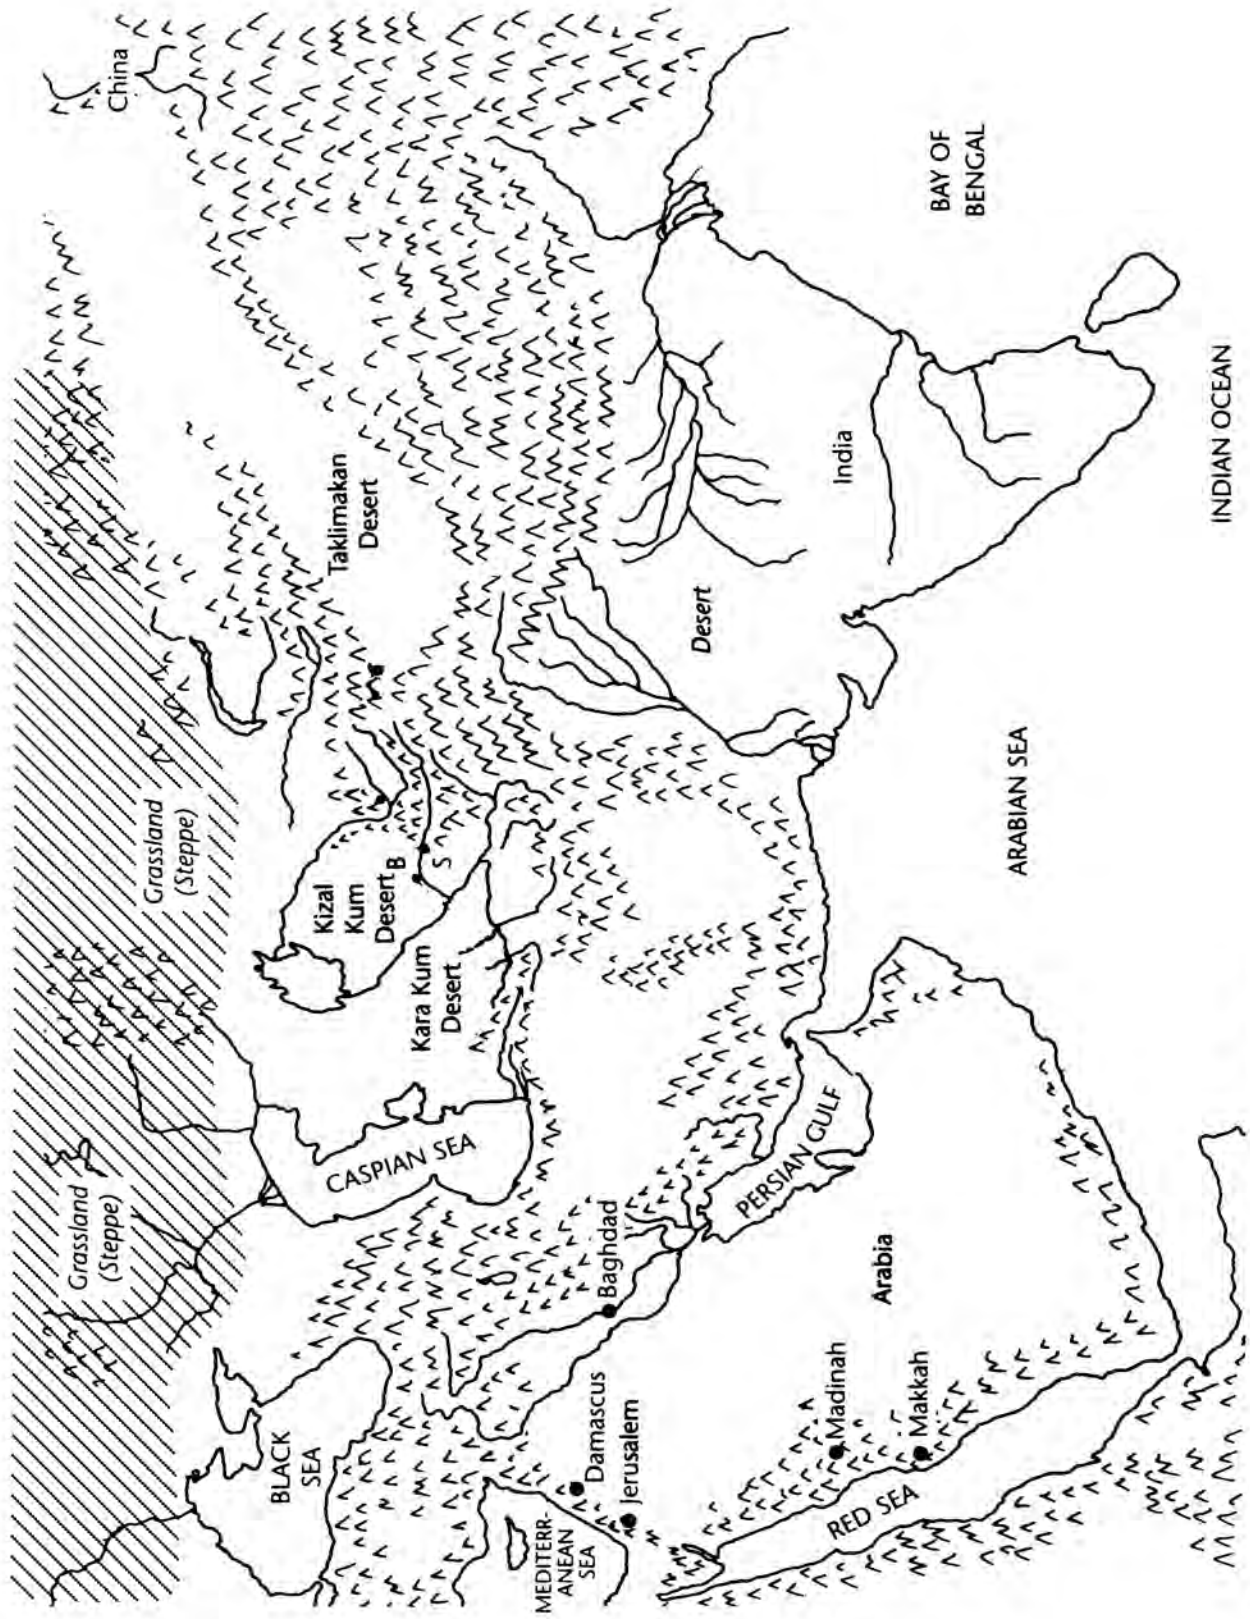 China
Grassland
(Steppe)
Grassland
(Steppe)
Taklimakan
Desert
Kizal
Kum
Desert
B
S
Kara Kum
Desert
CASPIAN SEA
BLACK
SEA
MEDITERR-
ANEAN
SEA
Damascus
Jerusalem
Baghdad
PERSIAN GULF
Madinah
Makkah
Arabia
RED SEA
Desert
India
BAY OF
BENGAL
ARABIAN SEA
INDIAN OCEAN